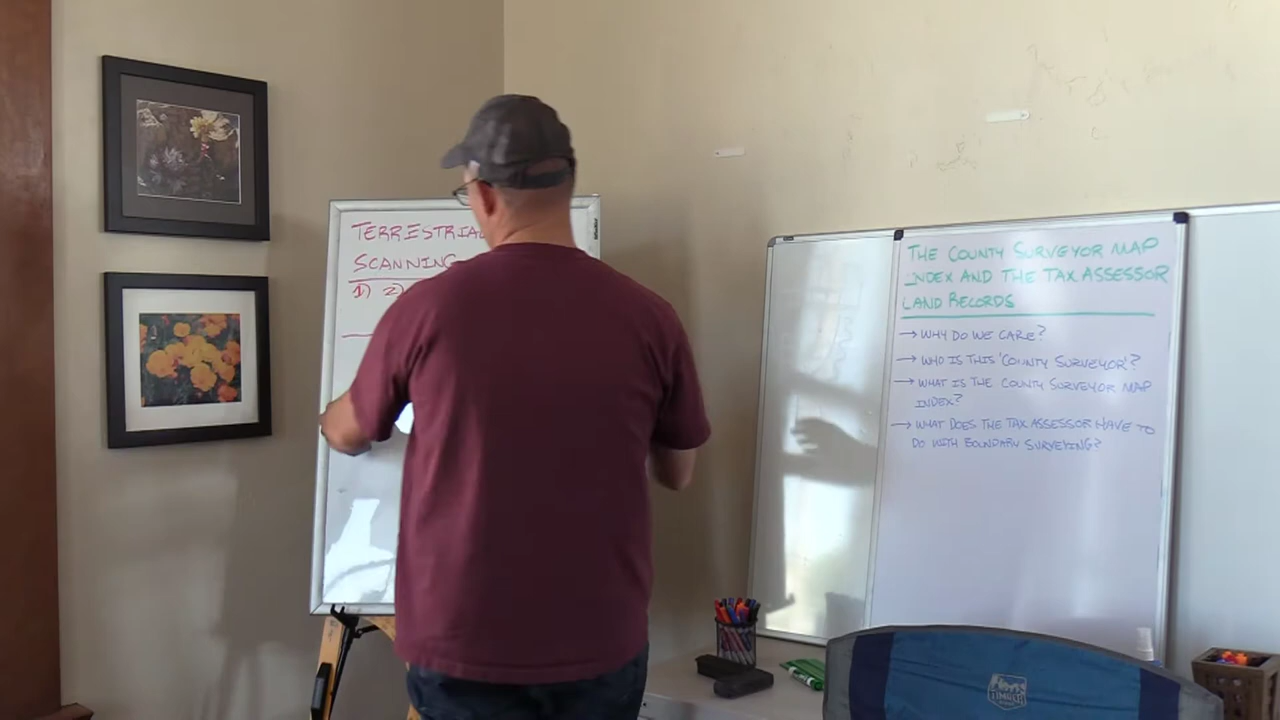 TERRESTRIAL
SCANNING
1) 2)
THE COUNTY SURVEYOR MAP
INDEX AND THE TAX ASSESSOR
LAND RECORDS
→ WHY DO WE CARE?
→ WHO IS THIS 'COUNTY SURVEYOR'?
→ WHAT IS THE COUNTY SURVEYOR MAP
INDEX?
→ WHAT DOES THE TAX ASSESSOR HAVE TO
DO WITH BOUNDARY SURVEYING?